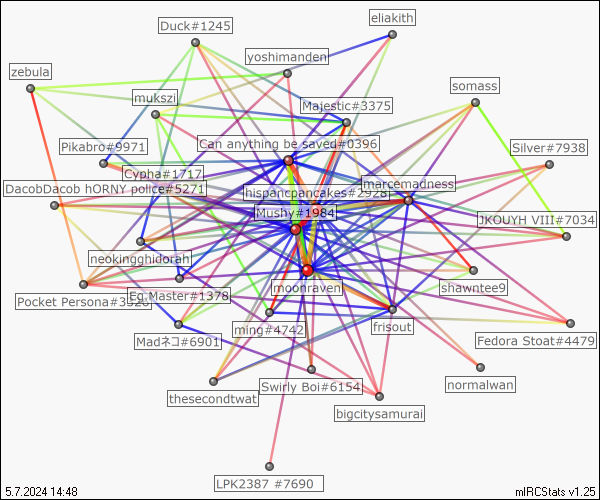 Duck#1245
eliakith
yoshimanden
zebula
somass
mukszi
Majestic#3375
Can anything be saved#0396
Pikabro#9971
Silver#7938
Cypha#1717
marcemadness
DacobDacob hORNY police#5271
hispancpancakes#2928
Mushy#1984
JKOUYH VIII#7034
neokingghidorah
moonraven
shawntee9
Eg.Master#1378
Pocket Persona#3520
ming#4742
frisout
Madネコ#6901
Fedora Stoat#4479
Swirly Boi#6154
normalwan
thesecondtwat
bigcitysamurai
LPK2387 #7690
5.7.2024 14:48
mIRCStats v1.25